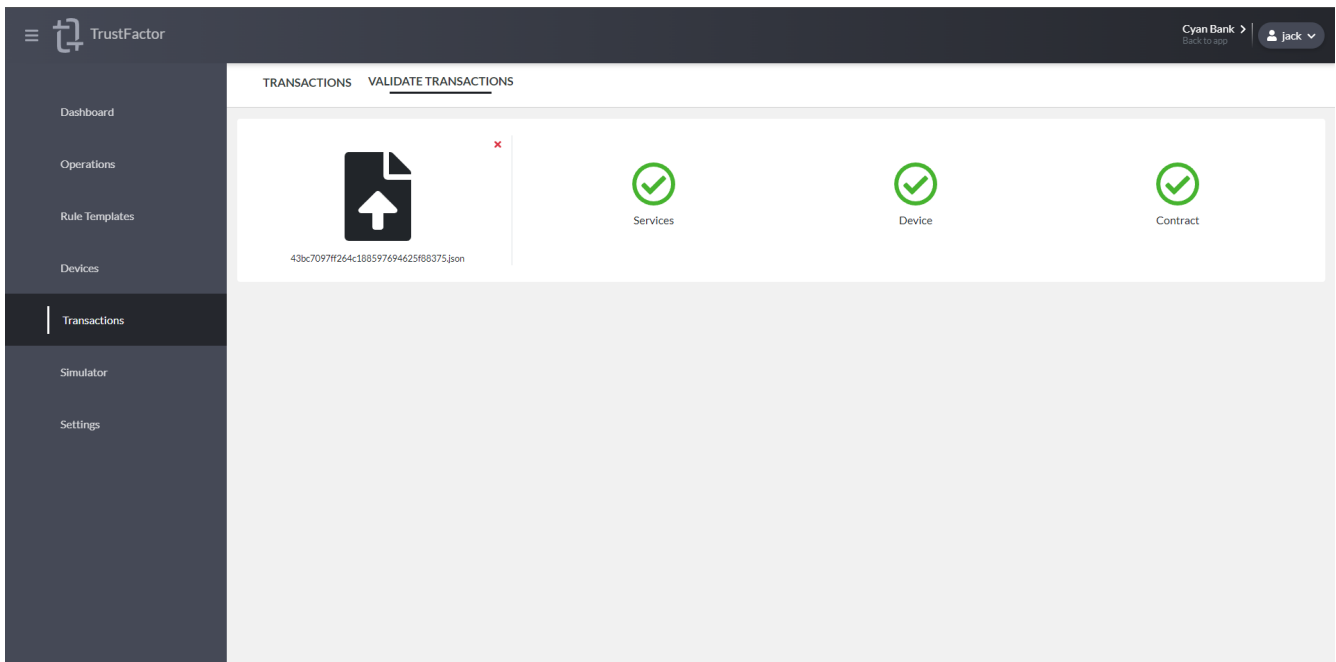 TrustFactor
Cyan Bank
Back to app
jack
TRANSACTIONS VALIDATE TRANSACTIONS
Dashboard
Operations
Rule Templates
Devices
Transactions
Simulator
Settings
43bc7097ff264c188597694625f88375.json
Services
Device
Contract